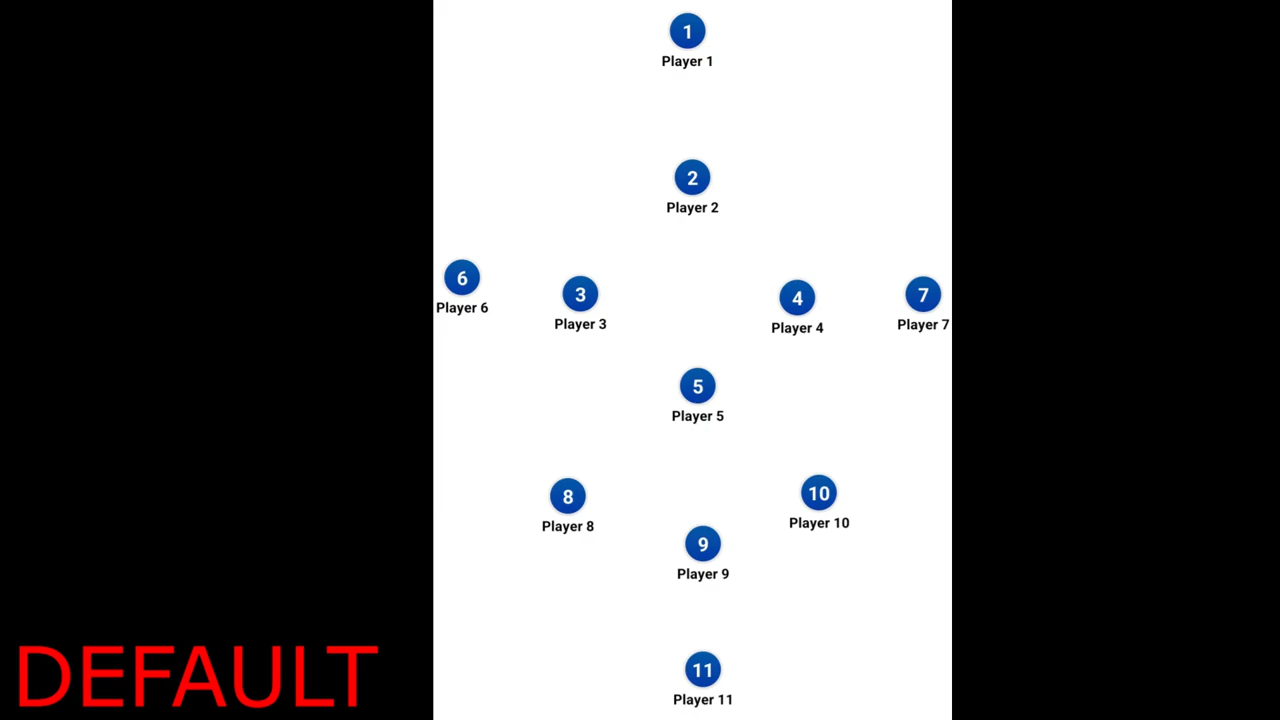 1
Player 1
2
Player 2
6
Player 6
3
Player 3
4
Player 4
7
Player 7
5
Player 5
8
Player 8
10
Player 10
9
Player 9
11
Player 11
DEFAULT